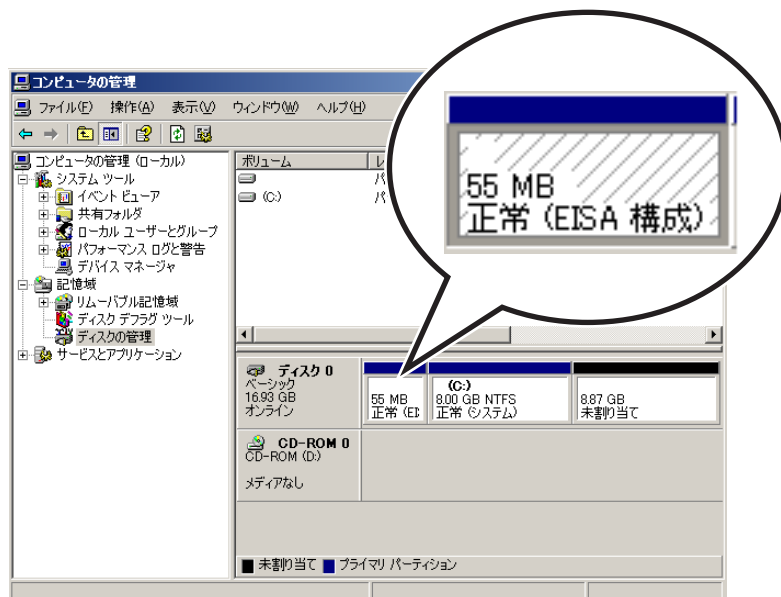 コンピュータの管理
ファイル(F) 操作(A) 表示(V) ウィンドウ(W) ヘルプ(H)
コンピュータの管理 (ローカル)
システム ツール
イベント ビューア
共有フォルダ
ローカル ユーザーとグループ
パフォーマンス ログと警告
デバイス マネージャ
記憶域
リムーバブル記憶域
ディスク デフラグ ツール
ディスクの管理
サービスとアプリケーション
ボリューム レ
パ
(C:) パ
55 MB
正常 (EISA 構成)
ディスク 0
ベーシック
16.93 GB
オンライン
55 MB
正常 (EI
(C:)
8.00 GB NTFS
正常 (システム)
8.87 GB
未割り当て
CD-ROM 0
CD-ROM (D:)
メディアなし
未割り当て プライマリ パーティション